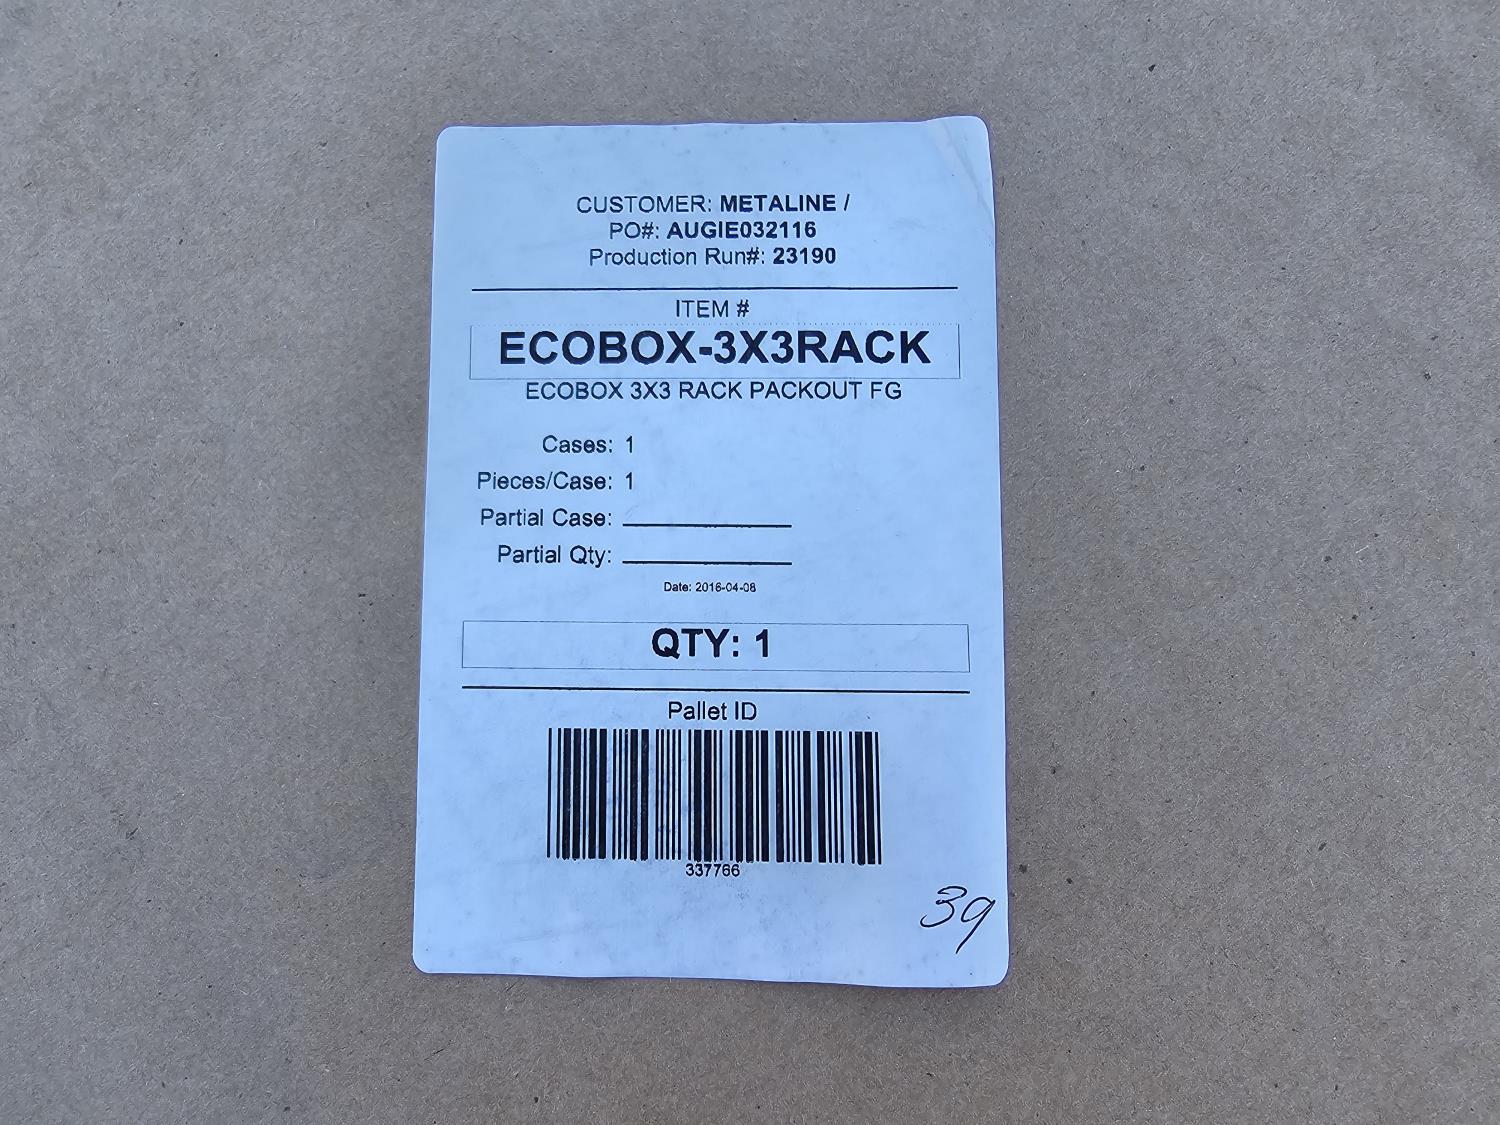 CUSTOMER: METALINE /
PO#: AUGIE032116
Production Run#: 23190
ITEM #
ECOBOX-3X3RACK
ECOBOX 3X3 RACK PACKOUT FG
Cases: 1
Pieces/Case: 1
Partial Case:
Partial Qty:
Date: 2016-04-08
QTY: 1
Pallet ID
337766
39